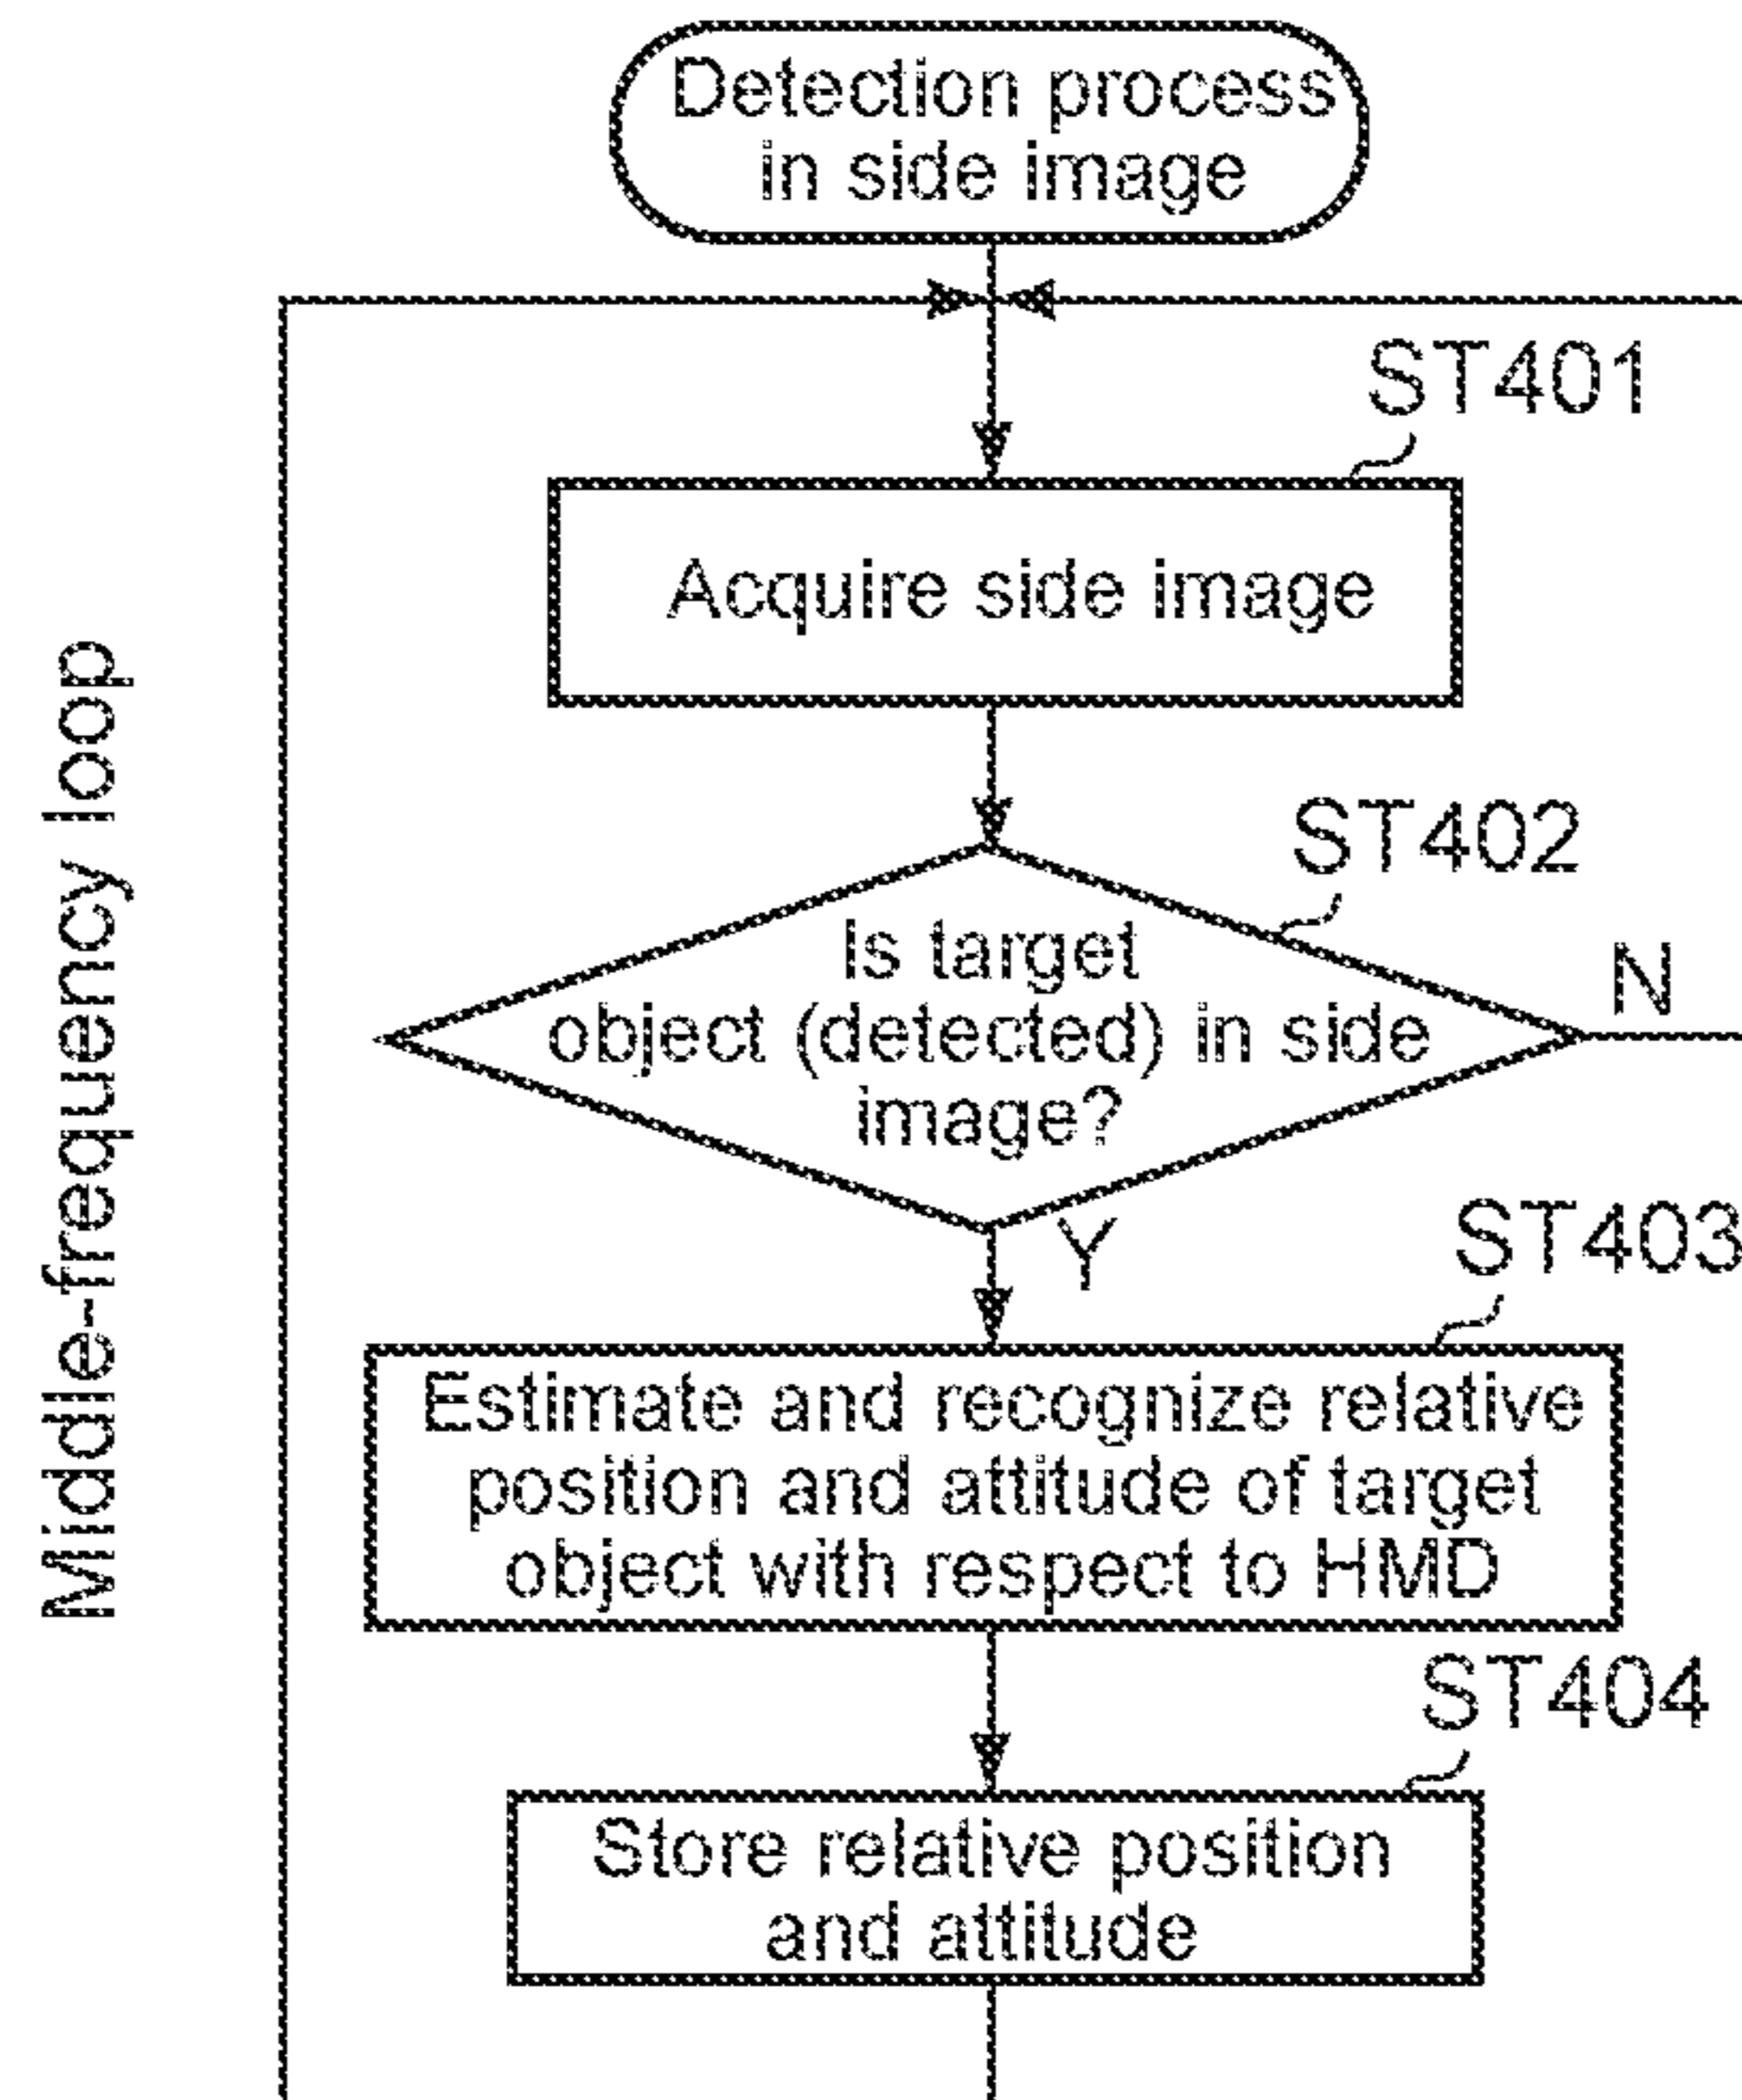 Detection process
in side image
ST401
Acquire side image
ST402
Is target
object (detected) in side
image?
N
Y
ST403
Estimate and recognize relative
position and attitude of target
object with respect to HMD
ST404
Store relative position
and attitude
Middle-frequency loop